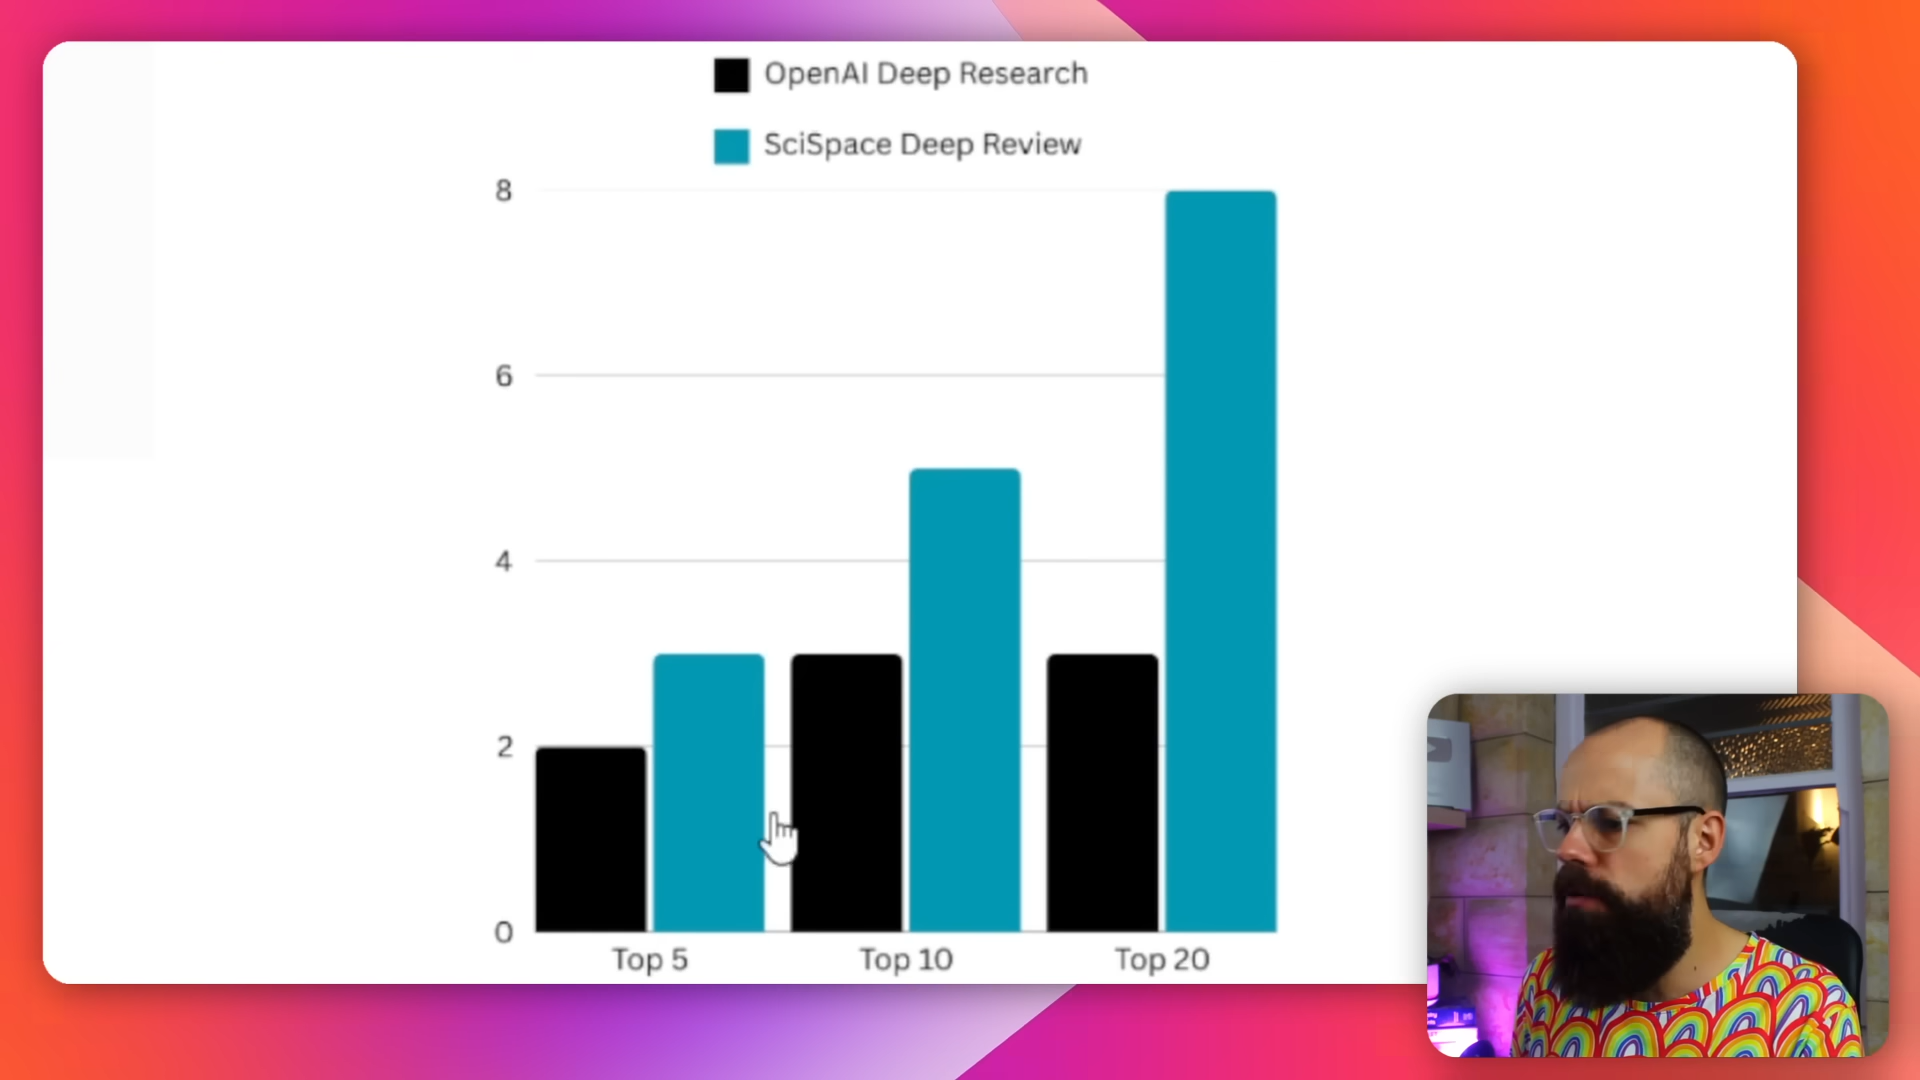 OpenAI Deep Research
SciSpace Deep Review
8
6
4
2
0
Top 5
Top 10
Top 20